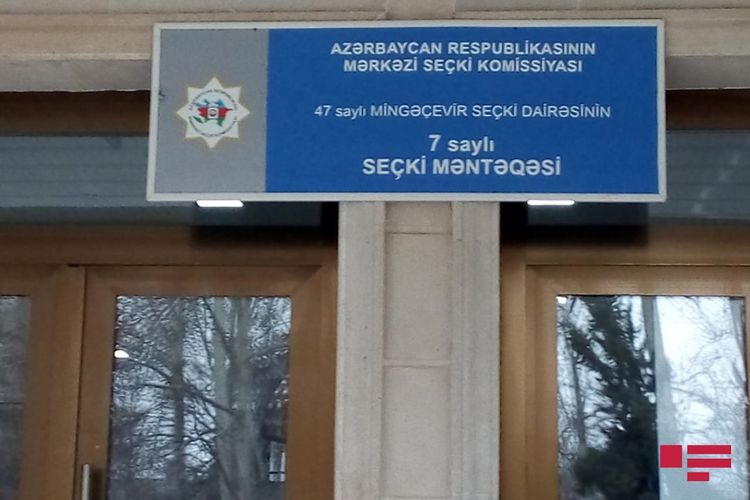 AZƏRBAYCAN RESPUBLİKASININ
MƏRKƏZİ SEÇKİ KOMİSSİYASI
47 saylı MİNGƏÇEVİR SEÇKİ DAİRƏSİNİN
7 saylı
SEÇKİ MƏNTƏQƏSİ